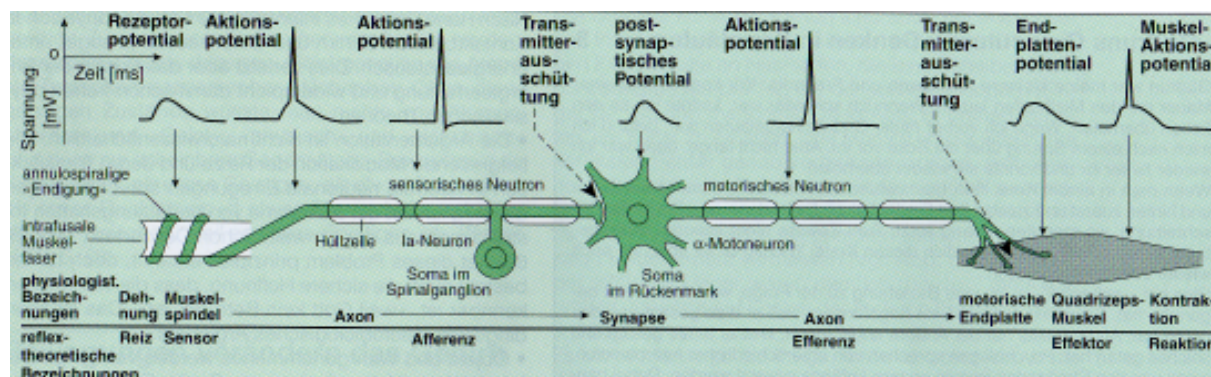 Rezeptor-
potential
Aktions-
potential
Aktions-
potential
Trans-
mitter-
aus-
schüt-
tung
post-
synap-
tisches
Potential
Aktions-
potential
Trans-
mitter-
aus-
schüt-
tung
End-
platten-
potential
Muskel-
Aktions-
potential
0
Zeit [ms]
Spannung
[mV]
annulospiralige
«Endigung»
intrafusale
Muskel-
faser
sensorisches Neutron
motorisches Neutron
Hüllzelle
Ia-Neuron
α-Motoneuron
Soma im
Spinalganglion
Soma
im Rückenmark
physiologist.
Bezeich-
nungen
Deh-
nung
Muskel-
spindel
Axon
Synapse
Axon
motorische
Endplatte
Quadrizeps-
Muskel
Kontrak-
tion
reflex-
theoretische
Bezeichnungen
Reiz
Sensor
Afferenz
Efferenz
Effektor
Reaktion